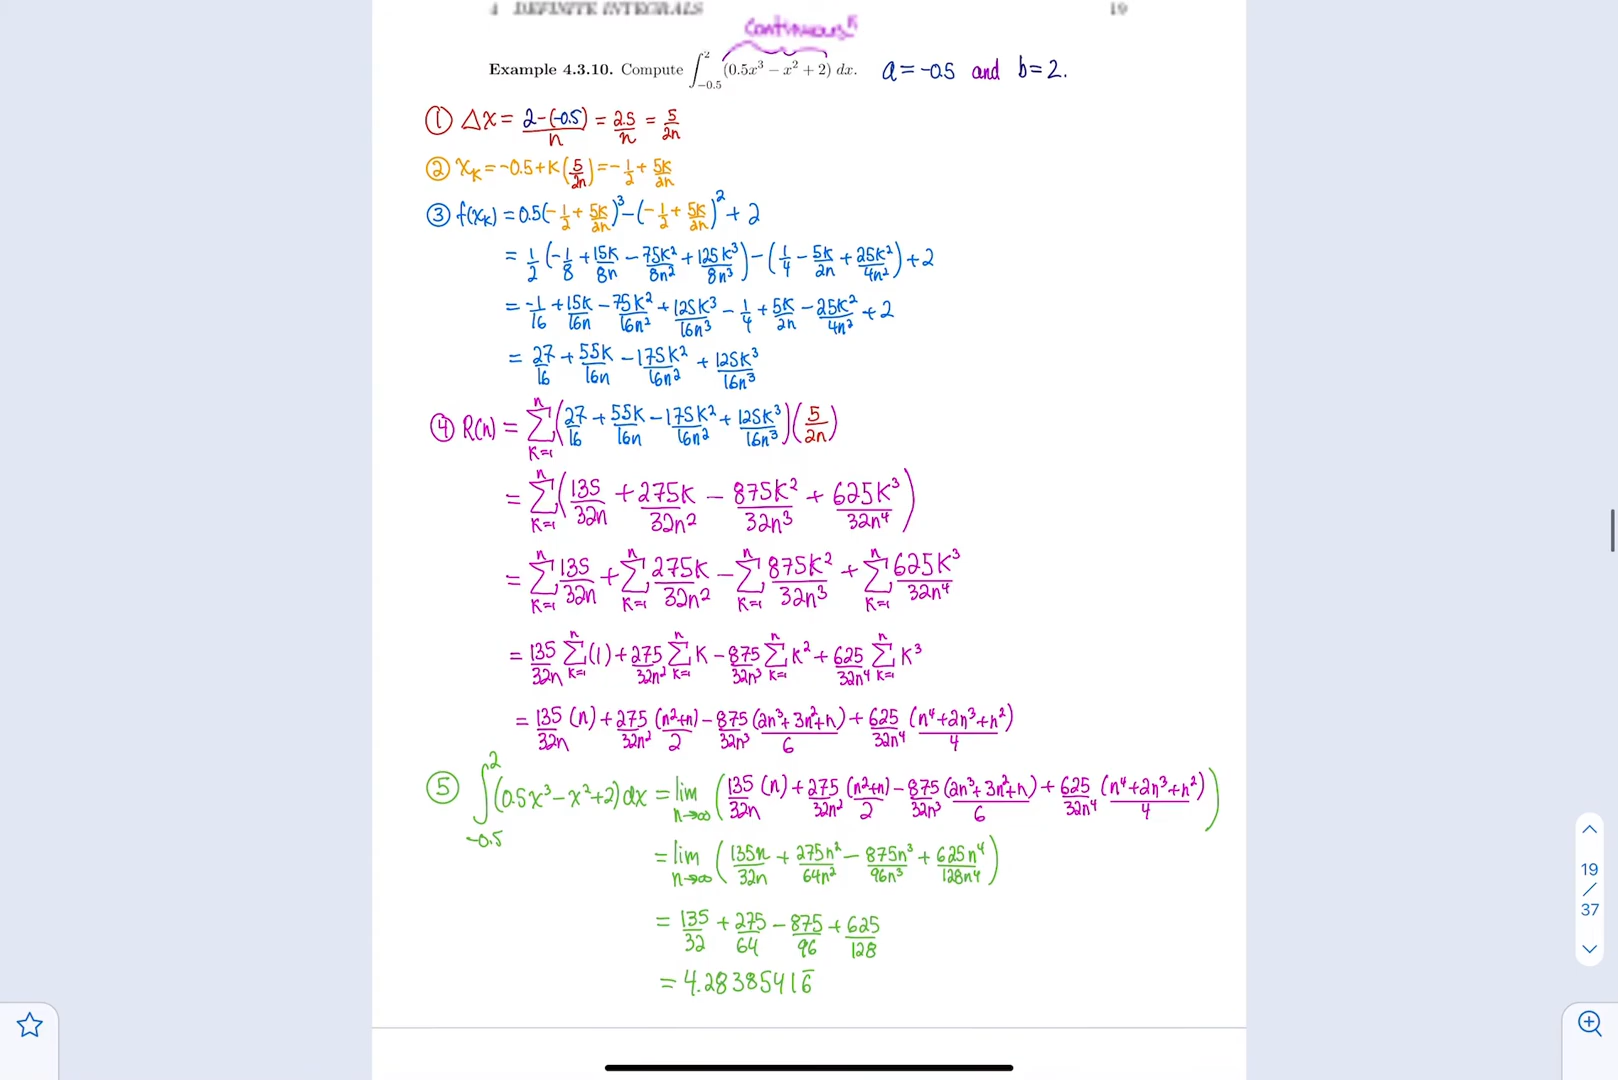 4 DEFINITE INTEGRALS 19
continuous!!
Example 4.3.10. Compute ∫_{-0.5}^{2} (0.5x³ − x² + 2) dx. a = -0.5 and b = 2.
① Δx = (2-(-0.5))/n = 2.5/n = 5/2n
② x_K = -0.5 + K(5/2n) = -1/2 + 5K/2n
③ f(x_K) = 0.5(-1/2 + 5K/2n)³ - (-1/2 + 5K/2n)² + 2
= 1/2 (-1/8 + 15K/8n - 75K²/8n² + 125K³/8n³) - (1/4 - 5K/2n + 25K²/4n²) + 2
= -1/16 + 15K/16n - 75K²/16n² + 125K³/16n³ - 1/4 + 5K/2n - 25K²/4n² + 2
= 27/16 + 55K/16n - 175K²/16n² + 125K³/16n³
④ R(n) = Σ_{K=1}^{n} (27/16 + 55K/16n - 175K²/16n² + 125K³/16n³)(5/2n)
= Σ_{K=1}^{n} (135/32n + 275K/32n² - 875K²/32n³ + 625K³/32n⁴)
= Σ_{K=1}^{n} 135/32n + Σ_{K=1}^{n} 275K/32n² - Σ_{K=1}^{n} 875K²/32n³ + Σ_{K=1}^{n} 625K³/32n⁴
= 135/32n Σ_{K=1}^{n} (1) + 275/32n² Σ_{K=1}^{n} K - 875/32n³ Σ_{K=1}^{n} K² + 625/32n⁴ Σ_{K=1}^{n} K³
= 135/32n (n) + 275/32n² (n²+n)/2 - 875/32n³ (2n³+3n²+n)/6 + 625/32n⁴ (n⁴+2n³+n²)/4
⑤ ∫_{-0.5}^{2} (0.5x³-x²+2)dx = lim_{n→∞} (135/32n (n) + 275/32n² (n²+n)/2 - 875/32n³ (2n³+3n²+n)/6 + 625/32n⁴ (n⁴+2n³+n²)/4)
= lim_{n→∞} (135n/32n + 275n²/64n² - 875n³/96n³ + 625n⁴/128n⁴)
= 135/32 + 275/64 - 875/96 + 625/128
= 4.28385416̅
19
/
37